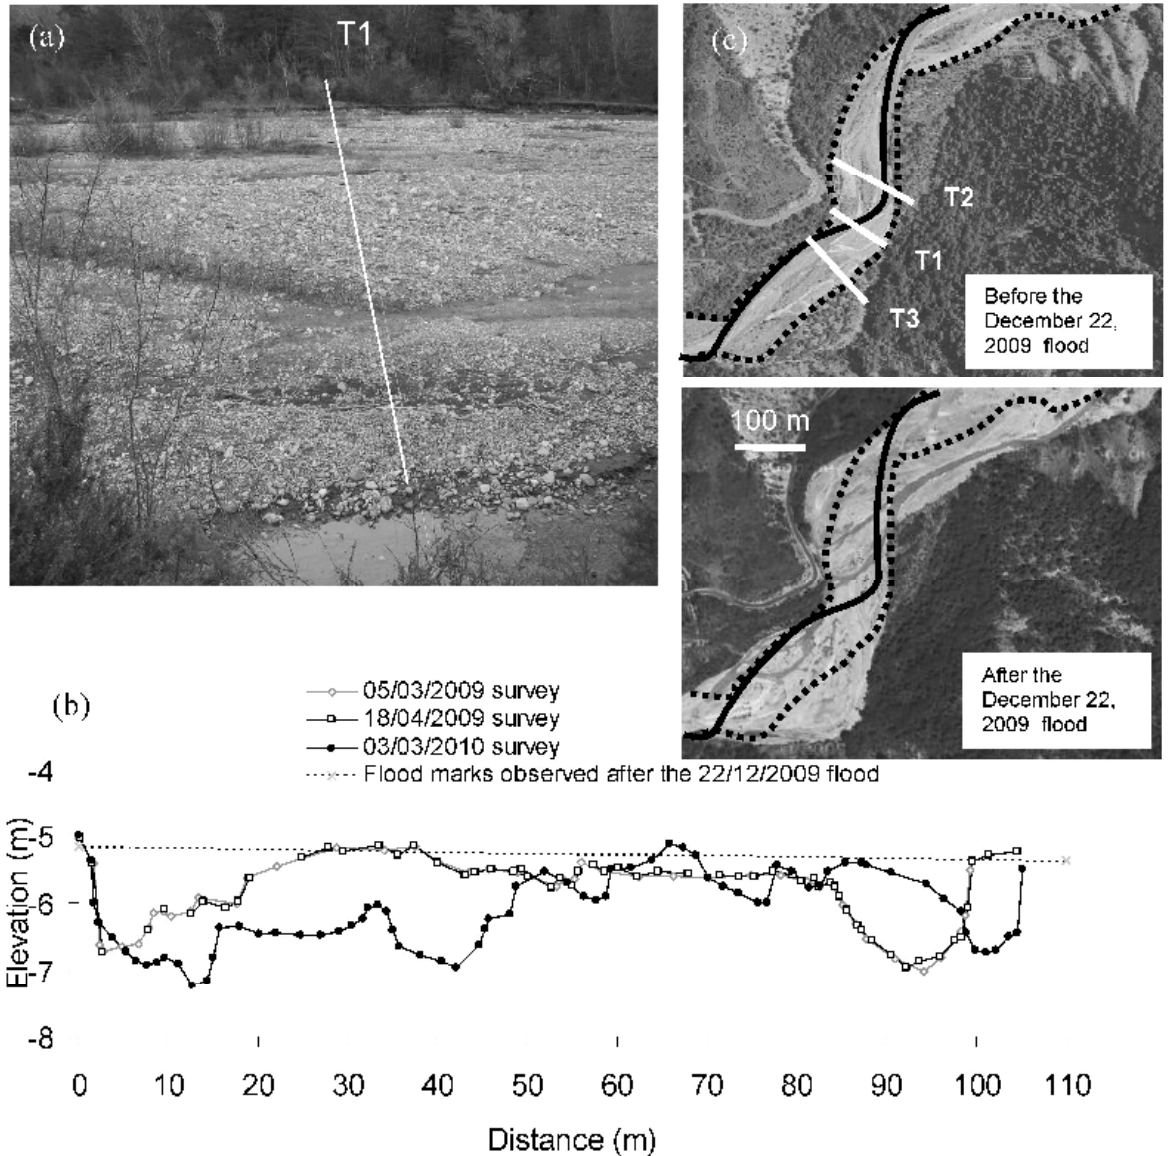 (a)
T1
(c)
T2
T1
T3
Before the
December 22,
2009 flood
100 m
After the
December 22,
2009 flood
(b)
05/03/2009 survey
18/04/2009 survey
03/03/2010 survey
Flood marks observed after the 22/12/2009 flood
Elevation (m)
-4
-5
-6
-7
-8
0 10 20 30 40 50 60 70 80 90 100 110
Distance (m)